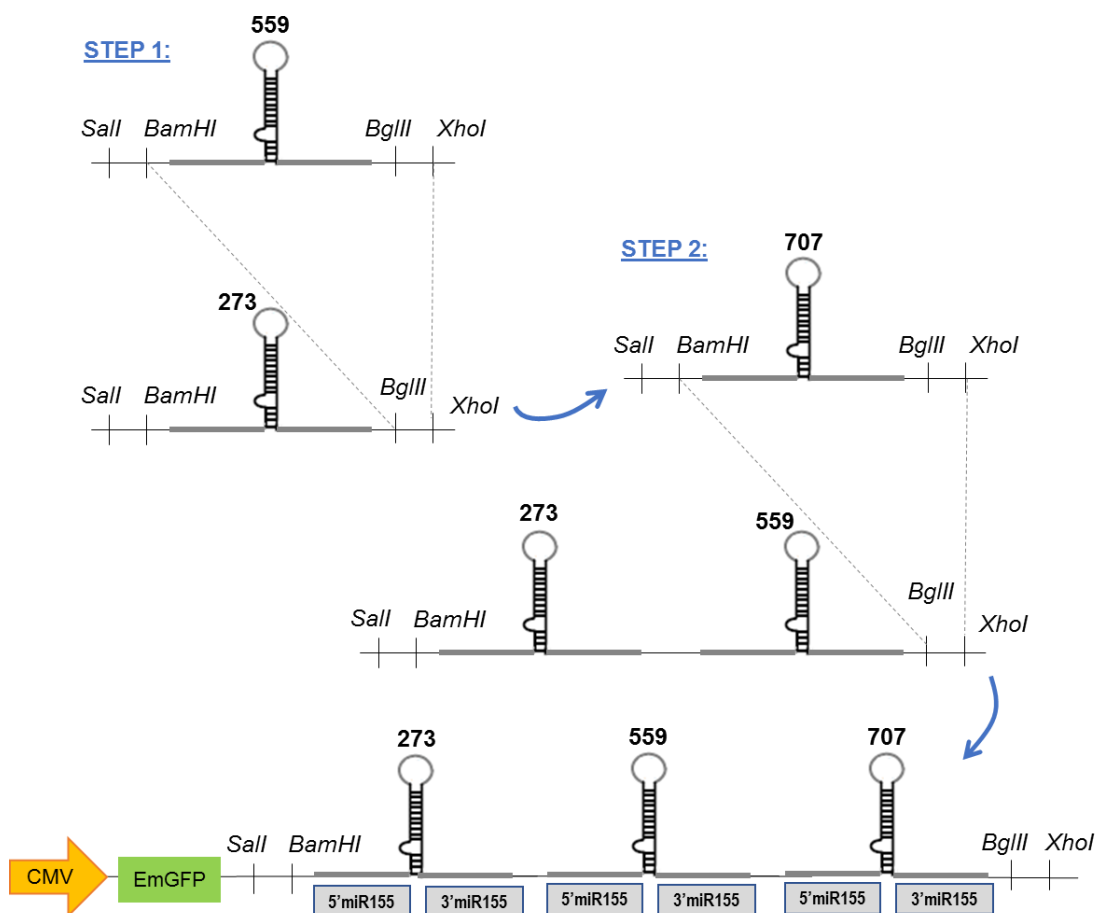 559
STEP 1:
SalI BamHI BglII XhoI
707
STEP 2:
273
SalI BamHI BglII XhoI
SalI BamHI BglII XhoI
273 559
SalI BamHI BglII XhoI
273 559 707
SalI BamHI BglII XhoI
CMV EmGFP
5'miR155 3'miR155 5'miR155 3'miR155 5'miR155 3'miR155